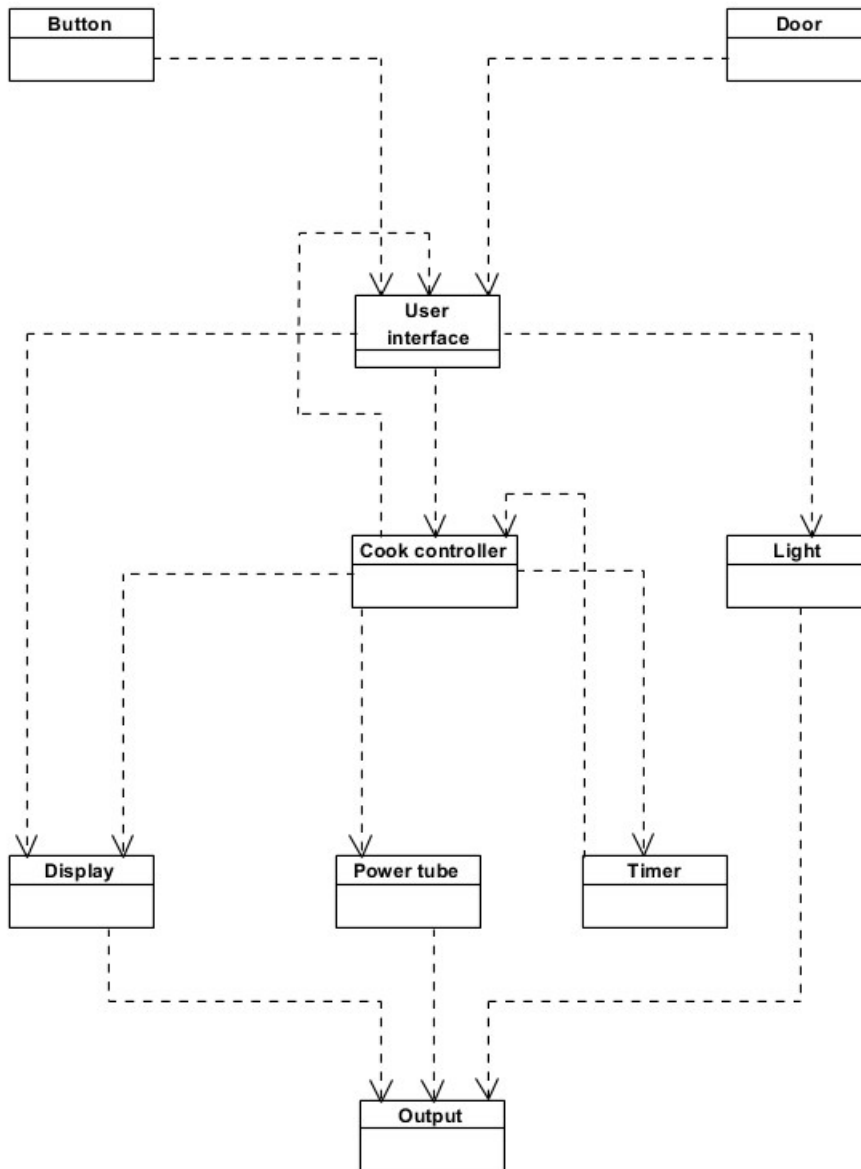 Button
Door
User
interface
Cook controller
Light
Display
Power tube
Timer
Output